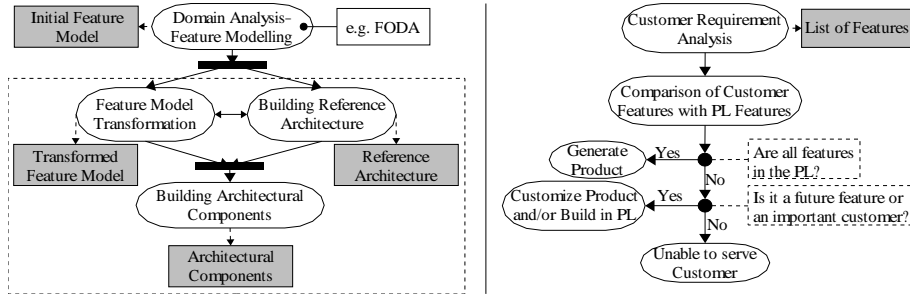 Initial Feature
Model
Domain Analysis-
Feature Modelling
e.g. FODA
Feature Model
Transformation
Building Reference
Architecture
Transformed
Feature Model
Reference
Architecture
Building Architectural
Components
Architectural
Components
Customer Requirement
Analysis
List of Features
Comparison of Customer
Features with PL Features
Generate
Product
Yes
Are all features
in the PL?
No
Customize Product
and/or Build in PL
Yes
Is it a future feature or
an important customer?
No
Unable to serve
Customer